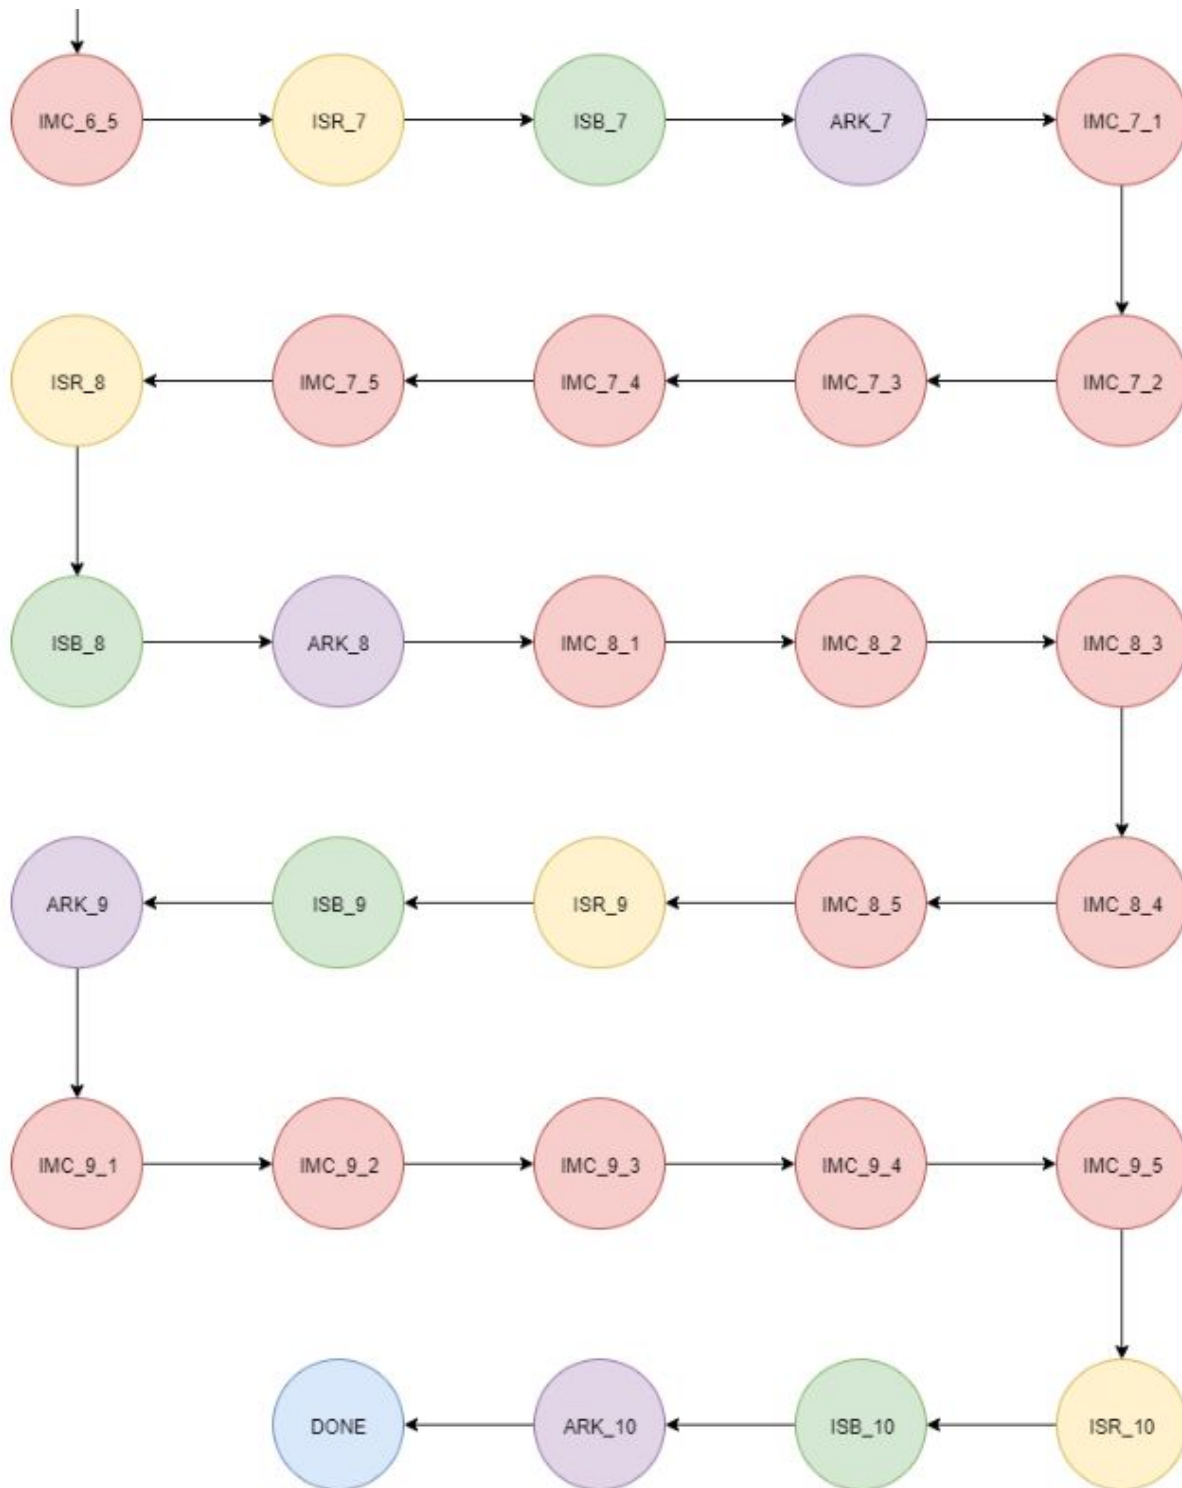 IMC_6_5
ISR_7
ISB_7
ARK_7
IMC_7_1
IMC_7_2
IMC_7_3
IMC_7_4
IMC_7_5
ISR_8
ISB_8
ARK_8
IMC_8_1
IMC_8_2
IMC_8_3
IMC_8_4
IMC_8_5
ISR_9
ISB_9
ARK_9
IMC_9_1
IMC_9_2
IMC_9_3
IMC_9_4
IMC_9_5
ISR_10
ISB_10
ARK_10
DONE